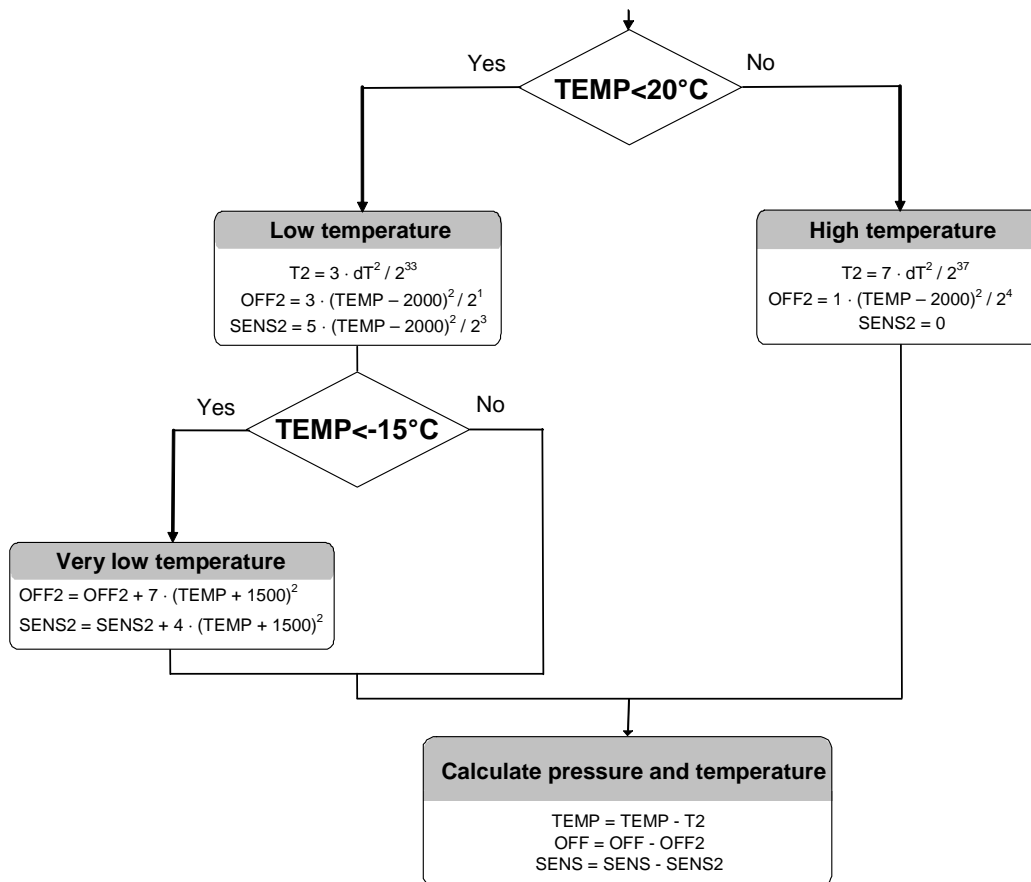 Yes
No
TEMP<20°C
Low temperature
T2 = 3 · dT² / 2³³
OFF2 = 3 · (TEMP – 2000)² / 2¹
SENS2 = 5 · (TEMP – 2000)² / 2³
High temperature
T2 = 7 · dT² / 2³⁷
OFF2 = 1 · (TEMP – 2000)² / 2⁴
SENS2 = 0
Yes
No
TEMP<-15°C
Very low temperature
OFF2 = OFF2 + 7 · (TEMP + 1500)²
SENS2 = SENS2 + 4 · (TEMP + 1500)²
Calculate pressure and temperature
TEMP = TEMP - T2
OFF = OFF - OFF2
SENS = SENS - SENS2